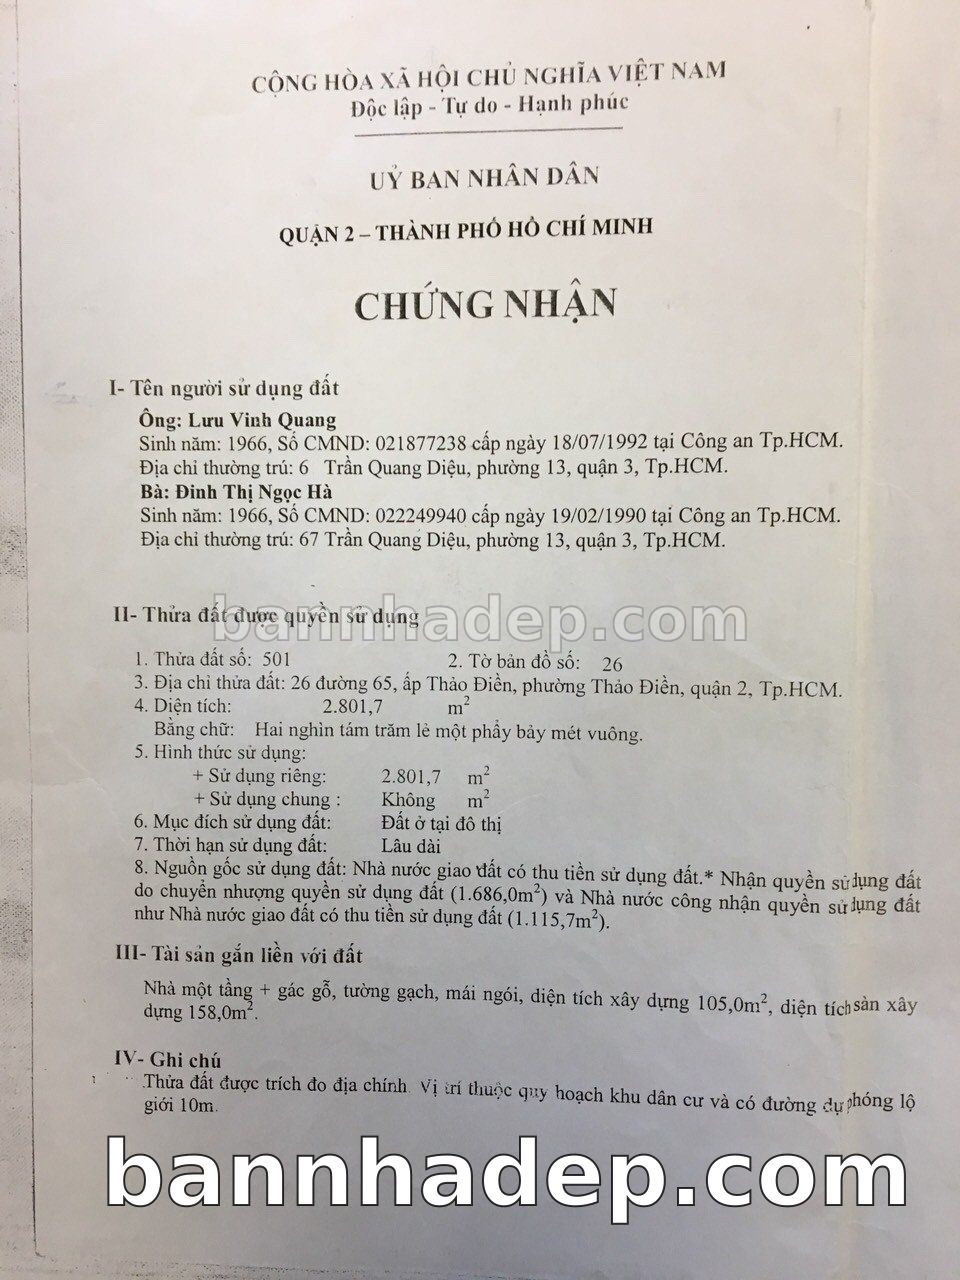 CỘNG HÒA XÃ HỘI CHỦ NGHĨA VIỆT NAM
Độc lập - Tự do - Hạnh phúc
UỶ BAN NHÂN DÂN
QUẬN 2 – THÀNH PHỐ HỒ CHÍ MINH
CHỨNG NHẬN
I- Tên người sử dụng đất
Ông: Lưu Vinh Quang
Sinh năm: 1966, Số CMND: 021877238 cấp ngày 18/07/1992 tại Công an Tp.HCM.
Địa chỉ thường trú: 6 Trần Quang Diệu, phường 13, quận 3, Tp.HCM.
Bà: Đinh Thị Ngọc Hà
Sinh năm: 1966, Số CMND: 022249940 cấp ngày 19/02/1990 tại Công an Tp.HCM.
Địa chỉ thường trú: 67 Trần Quang Diệu, phường 13, quận 3, Tp.HCM.
II- Thửa đất được quyền sử dụng
bannhadep.com
1. Thửa đất số: 501 2. Tờ bản đồ số: 26
3. Địa chỉ thửa đất: 26 đường 65, ấp Thảo Điền, phường Thảo Điền, quận 2, Tp.HCM.
4. Diện tích: 2.801,7 m²
Bằng chữ: Hai nghìn tám trăm lẻ một phẩy bảy mét vuông.
5. Hình thức sử dụng:
+ Sử dụng riêng: 2.801,7 m²
+ Sử dụng chung : Không m²
6. Mục đích sử dụng đất: Đất ở tại đô thị
7. Thời hạn sử dụng đất: Lâu dài
8. Nguồn gốc sử dụng đất: Nhà nước giao đất có thu tiền sử dụng đất.* Nhận quyền sử dụng đất
do chuyển nhượng quyền sử dụng đất (1.686,0m²) và Nhà nước công nhận quyền sử dụng đất
như Nhà nước giao đất có thu tiền sử dụng đất (1.115,7m²).
III- Tài sản gắn liền với đất
Nhà một tầng + gác gỗ, tường gạch, mái ngói, diện tích xây dựng 105,0m², diện tích sàn xây
dựng 158,0m².
IV- Ghi chú
Thửa đất được trích đo địa chính. Vị trí thuộc quy hoạch khu dân cư và có đường dự phóng lộ
giới 10m.
bannhadep.com